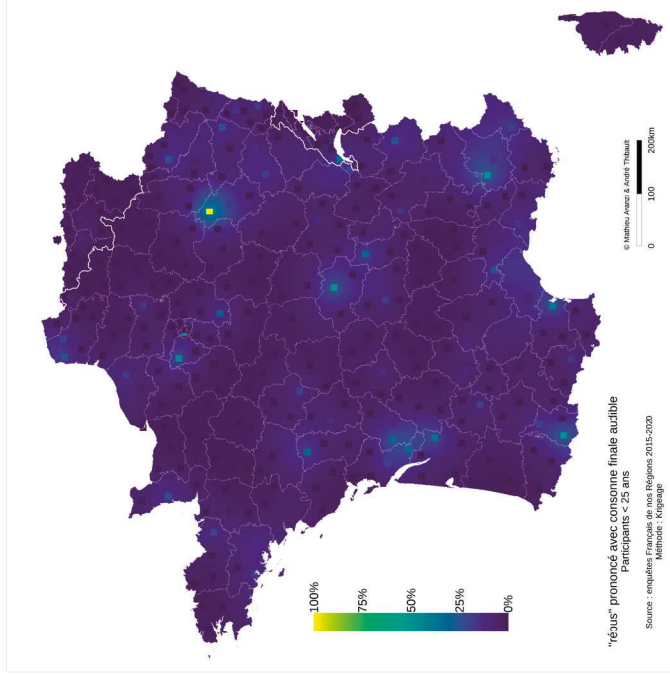 "rébus" prononcé avec consonne finale audible
Participants < 25 ans
Source : enquêtes Français de nos Régions 2015-2020
Méthode : Krigeage
100%
75%
50%
25%
0%
© Mathieu Avanzi & André Thibault
0
100
200km